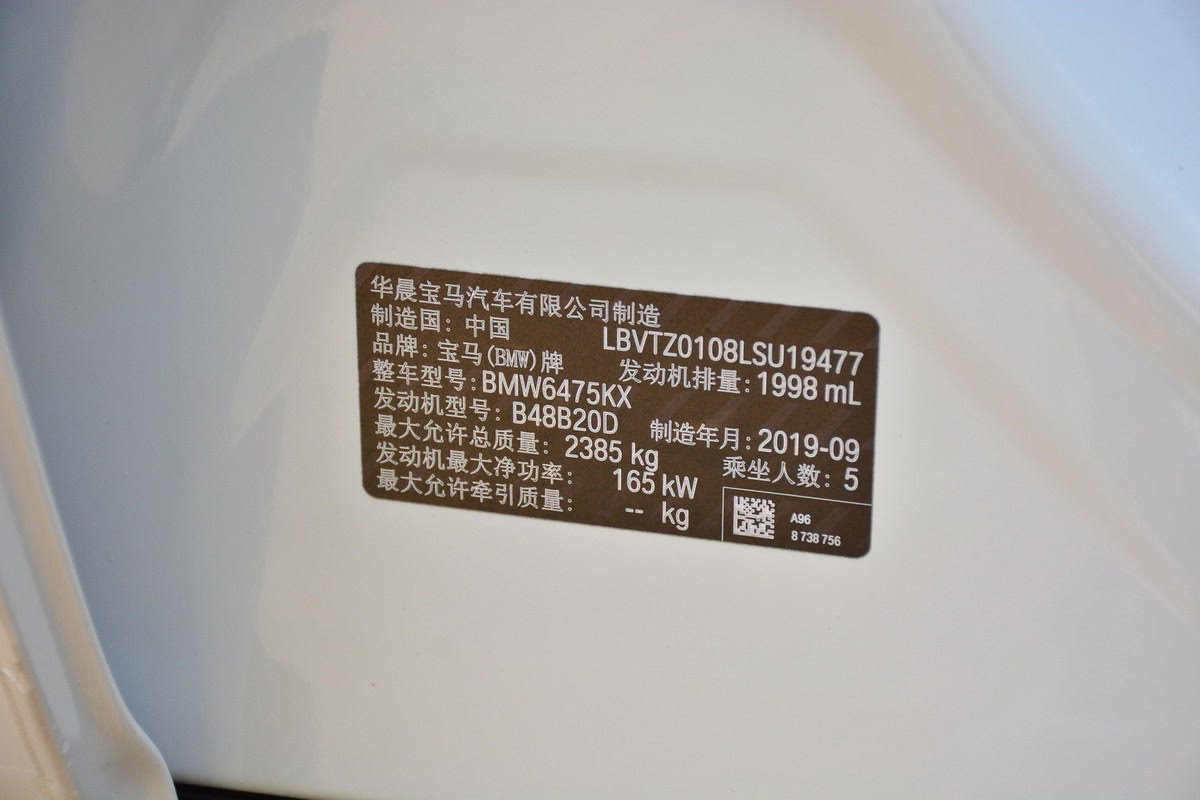 华晨宝马汽车有限公司制造
制造国：中国 LBVTZ0108LSU19477
品牌：宝马(BMW)牌 发动机排量：1998 mL
整车型号：BMW6475KX
发动机型号：B48B20D 制造年月：2019-09
最大允许总质量：2385 kg 乘坐人数：5
发动机最大净功率：165 kW
最大允许牵引质量：-- kg
A96
8 738 756